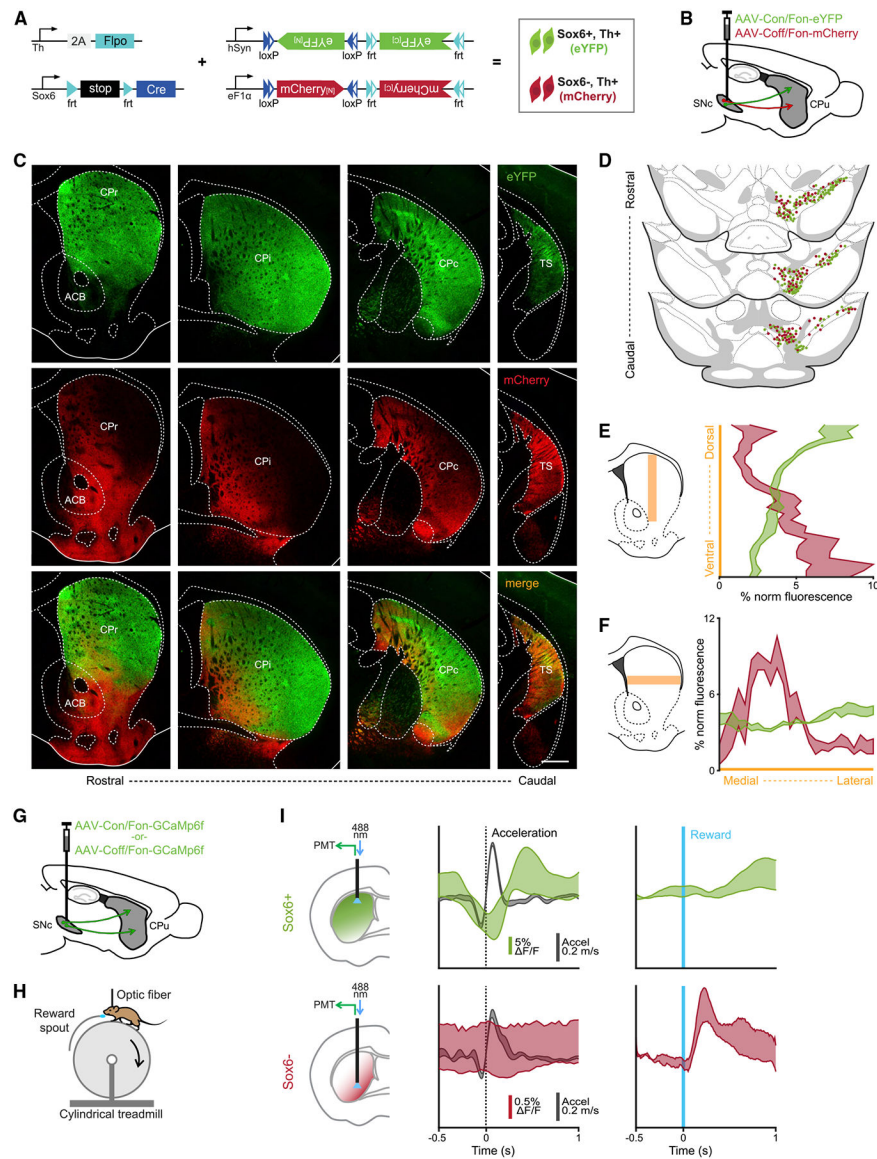 A
Th
2A
Flpo
Sox6
frt
stop
frt
Cre
+
hSyn
loxP
eYFP[N]
loxP
frt
eYFP[C]
frt
eF1α
loxP
mCherry[N]
loxP
frt
mCherry[C]
frt
=
Sox6+, Th+
(eYFP)
Sox6-, Th+
(mCherry)
B
AAV-Con/Fon-eYFP
AAV-Coff/Fon-mCherry
SNc
CPu
C
CPr
ACB
CPi
CPc
eYFP
TS
CPr
ACB
CPi
CPc
mCherry
TS
CPr
ACB
CPi
CPc
merge
TS
Rostral
Caudal
D
Rostral
Caudal
E
Dorsal
Ventral
0
5
10
% norm fluorescence
F
% norm fluorescence
12
6
0
Medial
Lateral
G
AAV-Con/Fon-GCaMp6f
-or-
AAV-Coff/Fon-GCaMp6f
SNc
CPu
H
Optic fiber
Reward
spout
Cylindrical treadmill
I
Sox6+
488
nm
PMT
Acceleration
5%
ΔF/F
Accel
0.2 m/s
Reward
Sox6-
488
nm
PMT
0.5%
ΔF/F
Accel
0.2 m/s
-0.5
0
1
Time (s)
-0.5
0
1
Time (s)